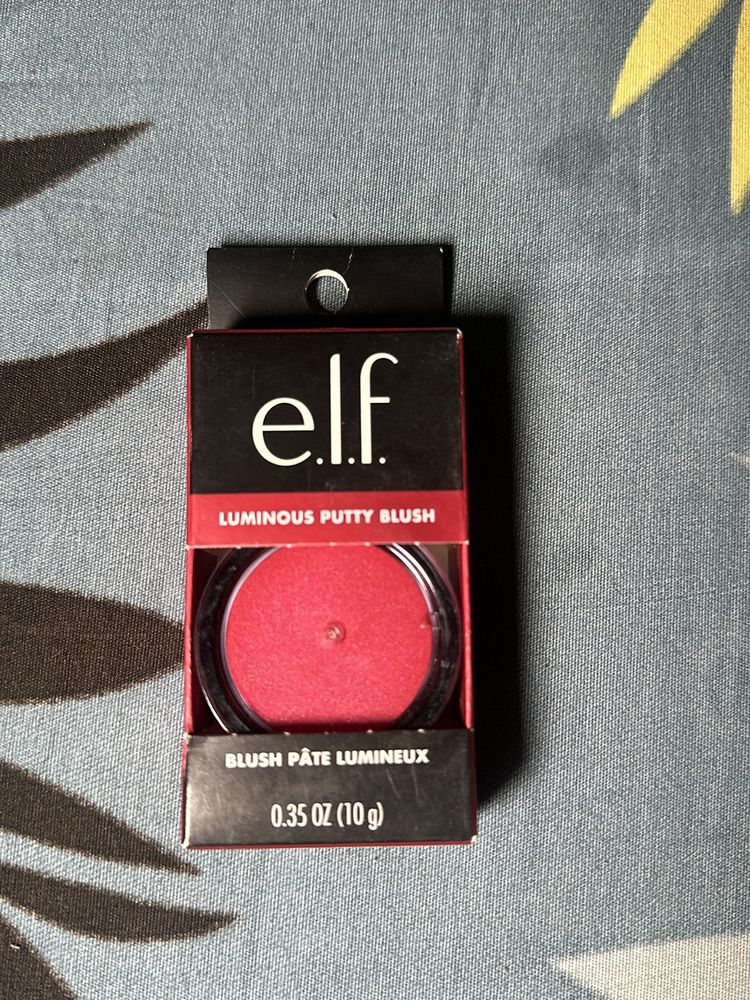 e.l.f.
LUMINOUS PUTTY BLUSH
BLUSH PÂTE LUMINEUX
0.35 OZ (10 g)